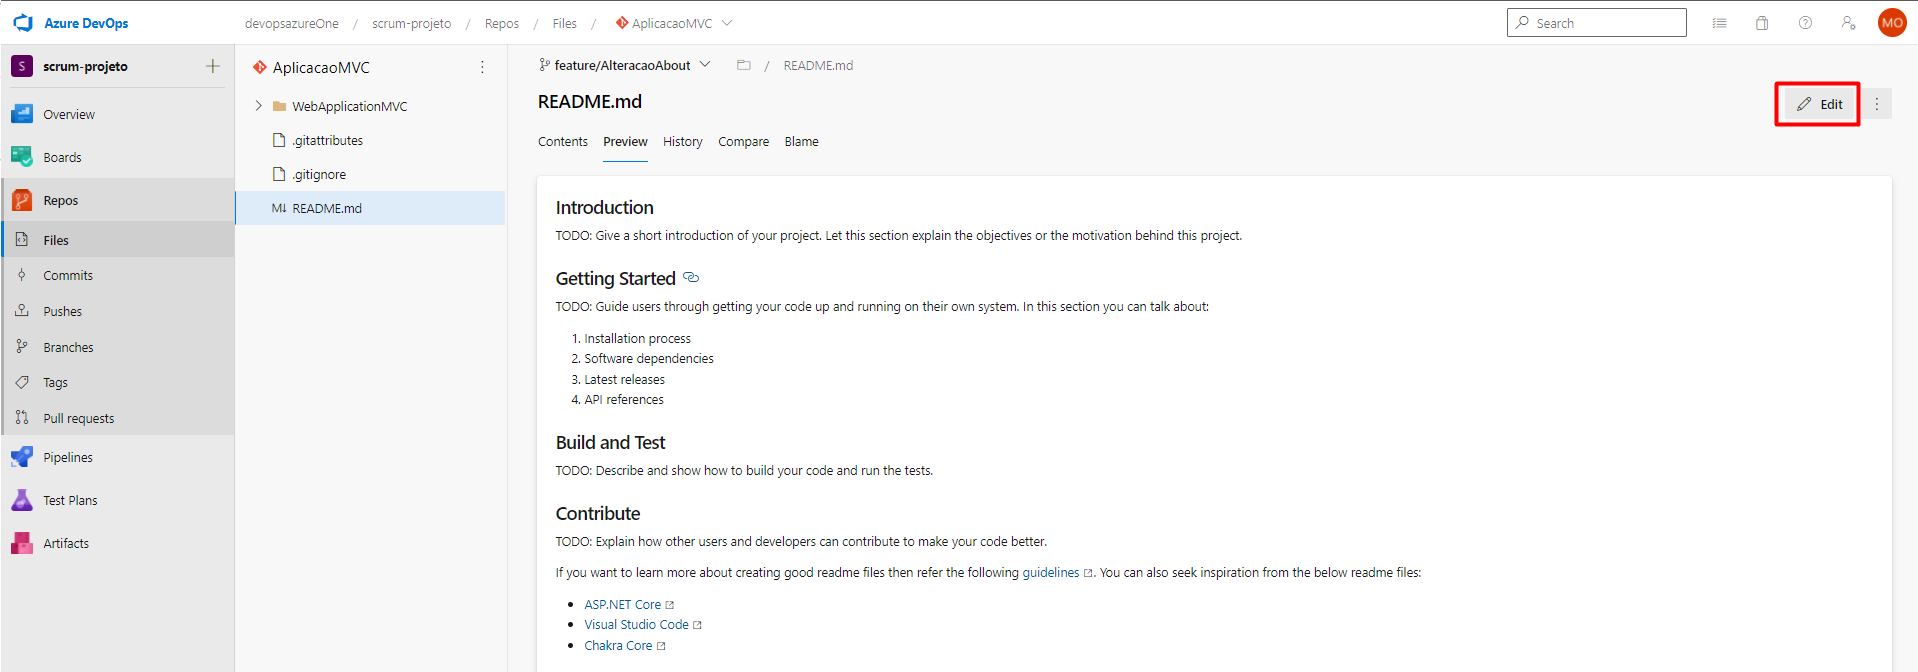 Azure DevOps
devopsazureOne / scrum-projeto / Repos / Files / AplicacaoMVC
Search
MO
S scrum-projeto
Overview
Boards
Repos
Files
Commits
Pushes
Branches
Tags
Pull requests
Pipelines
Test Plans
Artifacts
AplicacaoMVC
WebApplicationMVC
.gitattributes
.gitignore
M↓ README.md
feature/AlteracaoAbout / README.md
README.md
Edit
Contents Preview History Compare Blame
Introduction
TODO: Give a short introduction of your project. Let this section explain the objectives or the motivation behind this project.
Getting Started
TODO: Guide users through getting your code up and running on their own system. In this section you can talk about:
1. Installation process
2. Software dependencies
3. Latest releases
4. API references
Build and Test
TODO: Describe and show how to build your code and run the tests.
Contribute
TODO: Explain how other users and developers can contribute to make your code better.
If you want to learn more about creating good readme files then refer the following guidelines. You can also seek inspiration from the below readme files:
• ASP.NET Core
• Visual Studio Code
• Chakra Core